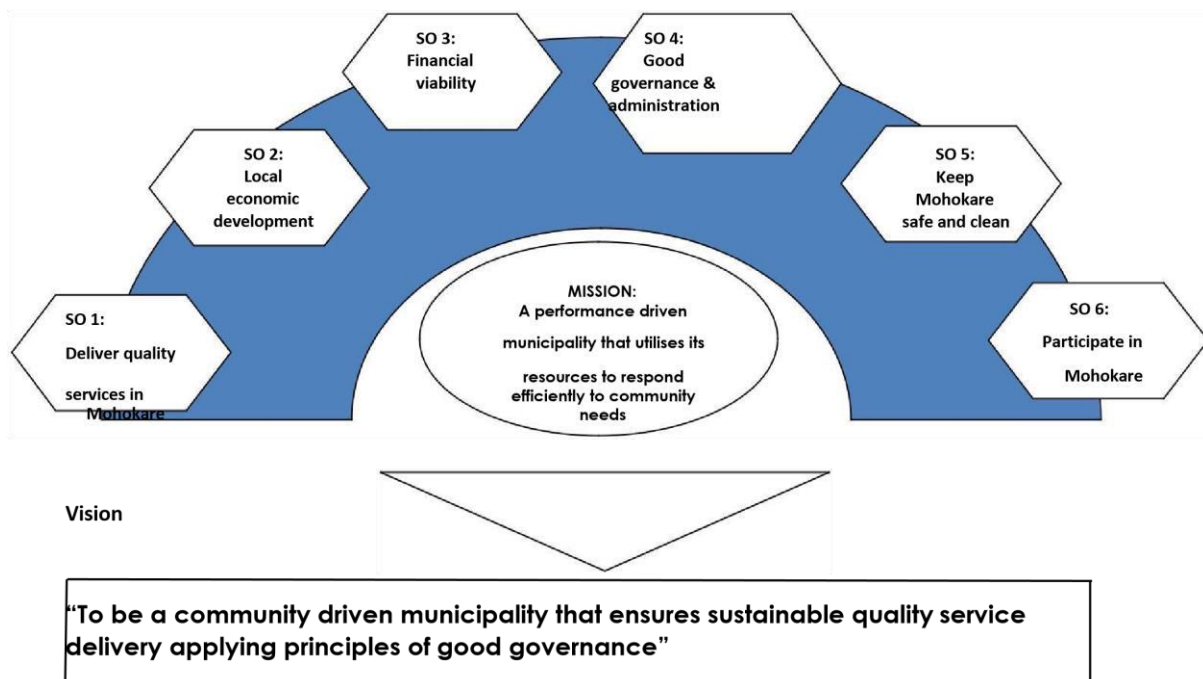 SO 1:
Deliver quality
services in
Mohokare
SO 2:
Local
economic
development
SO 3:
Financial
viability
SO 4:
Good
governance &
administration
SO 5:
Keep
Mohokare
safe and clean
SO 6:
Participate in
Mohokare
MISSION:
A performance driven
municipality that utilises its
resources to respond
efficiently to community
needs
Vision
“To be a community driven municipality that ensures sustainable quality service
delivery applying principles of good governance”